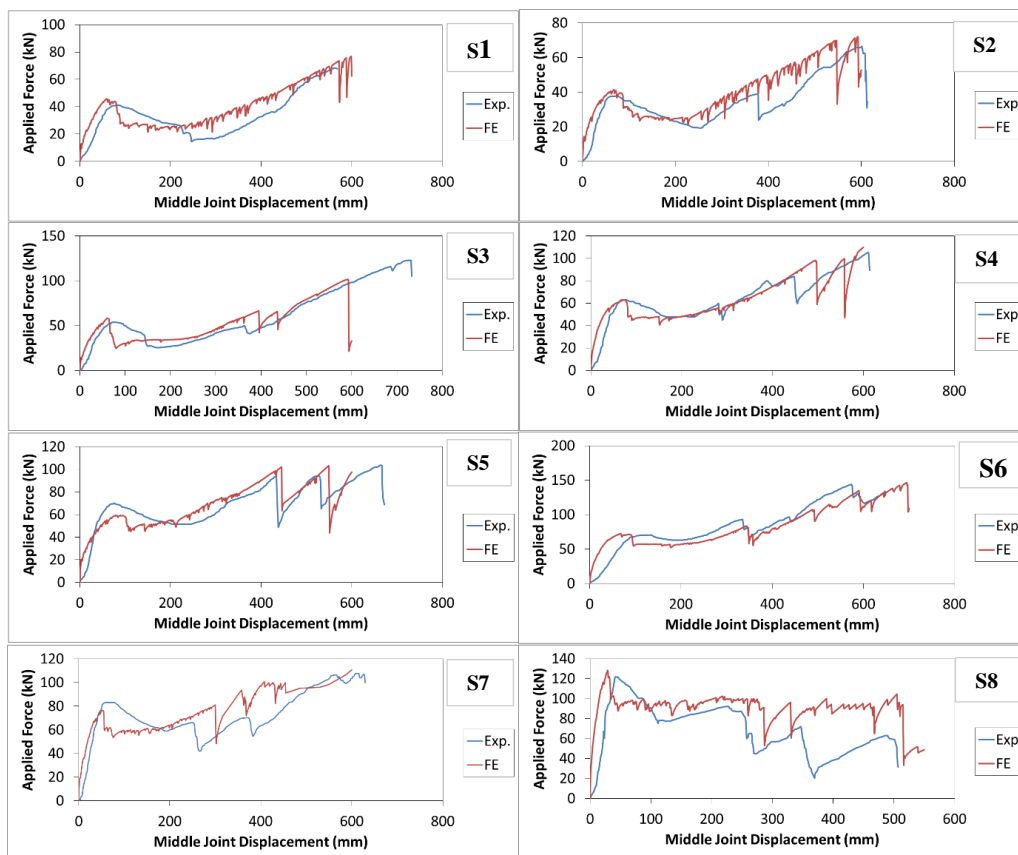 S1
Applied Force (kN)
100
80
60
40
20
0
0 200 400 600 800
Middle Joint Displacement (mm)
Exp.
FE
S2
Applied Force (kN)
80
60
40
20
0
0 200 400 600 800
Middle Joint Displacement (mm)
Exp.
FE
S3
Applied Force (kN)
150
100
50
0
0 100 200 300 400 500 600 700 800
Middle Joint Displacement (mm)
Exp.
FE
S4
Applied Force (kN)
120
100
80
60
40
20
0
0 200 400 600 800
Middle Joint Displacement (mm)
Exp.
FE
S5
Applied Force (kN)
120
100
80
60
40
20
0
0 200 400 600 800
Middle Joint Displacement (mm)
Exp.
FE
S6
Applied Force (kN)
200
150
100
50
0
0 200 400 600 800
Middle Joint Displacement (mm)
Exp.
FE
S7
Applied Force (kN)
120
100
80
60
40
20
0
0 200 400 600 800
Middle Joint Displacement (mm)
Exp.
FE
S8
Applied Force (kN)
140
120
100
80
60
40
20
0
0 100 200 300 400 500 600
Middle Joint Displacement (mm)
Exp.
FE